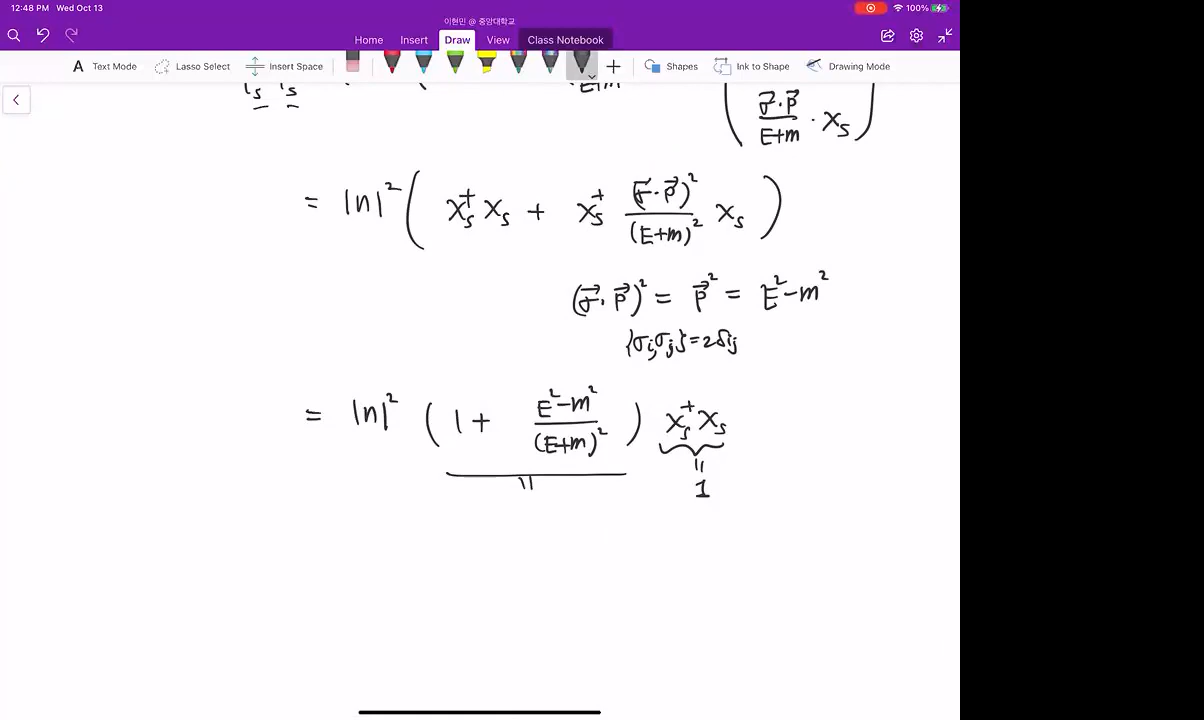 12:48 PM Wed Oct 13
100%
이현민 @ 중앙대학교
Home Insert Draw View Class Notebook
Text Mode Lasso Select Insert Space Shapes Ink to Shape Drawing Mode
E+m
( σ⃗·p⃗ / E+m · χₛ )
= |n|² ( χₛ⁺ χₛ + χₛ⁺ (σ⃗·p⃗)² / (E+m)² χₛ )
(σ⃗·p⃗)² = p⃗² = E²-m²
{σi,σj} = 2δij
= |n|² ( 1 + E²-m² / (E+m)² ) χₛ⁺ χₛ
"
"
1